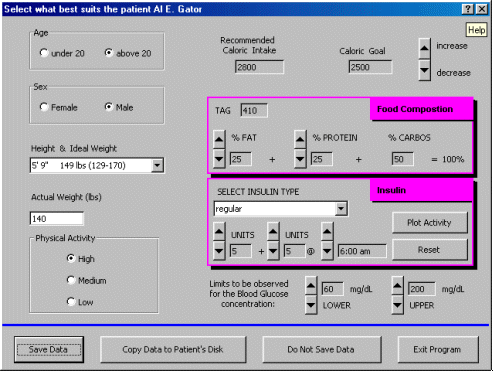 Select what best suits the patient Al E. Gator
Help
Age
under 20 above 20
Recommended
Caloric Intake
2800
Caloric Goal
2500
increase
decrease
Sex
Female Male
Height & Ideal Weight
5' 9" 149 lbs (129-170)
Actual Weight (lbs)
140
Physical Activity
High
Medium
Low
TAG 410
Food Compostion
% FAT % PROTEIN % CARBOS
25 + 25 + 50 = 100%
SELECT INSULIN TYPE
Insulin
regular
UNITS UNITS
5 + 5 @ 6:00 am
Plot Activity
Reset
Limits to be observed
for the Blood Glucose
concentration:
60 mg/dL
LOWER
200 mg/dL
UPPER
Save Data Copy Data to Patient's Disk Do Not Save Data Exit Program